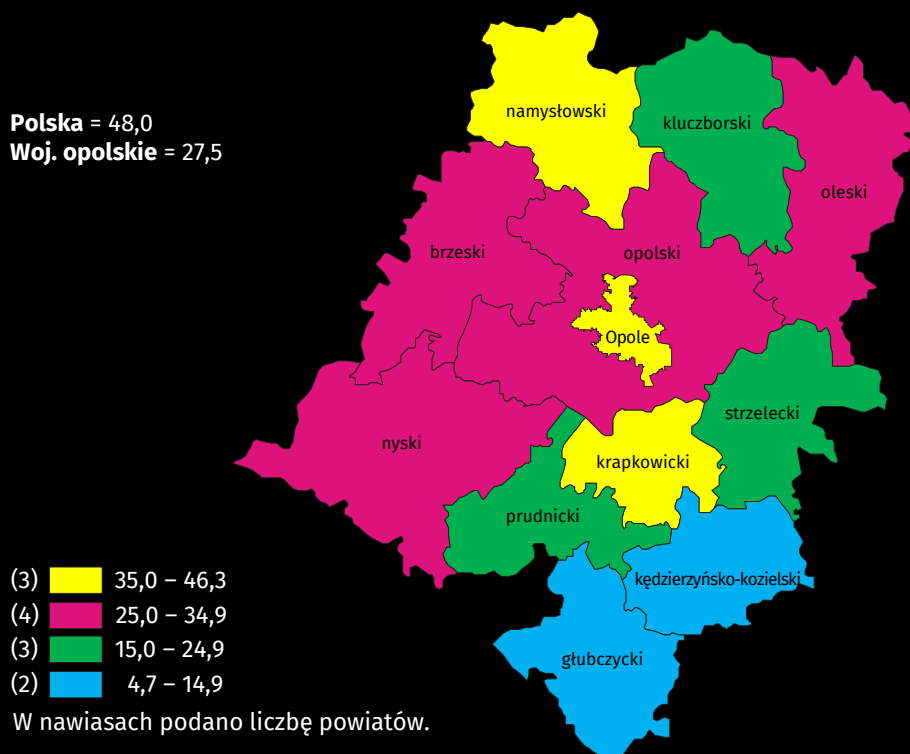 Polska = 48,0
Woj. opolskie = 27,5
namysłowski
kluczborski
oleski
brzeski
opolski
Opole
strzelecki
nyski
krapkowicki
prudnicki
kędzierzyńsko-kozielski
głubczycki
(3) 35,0 – 46,3
(4) 25,0 – 34,9
(3) 15,0 – 24,9
(2) 4,7 – 14,9
W nawiasach podano liczbę powiatów.